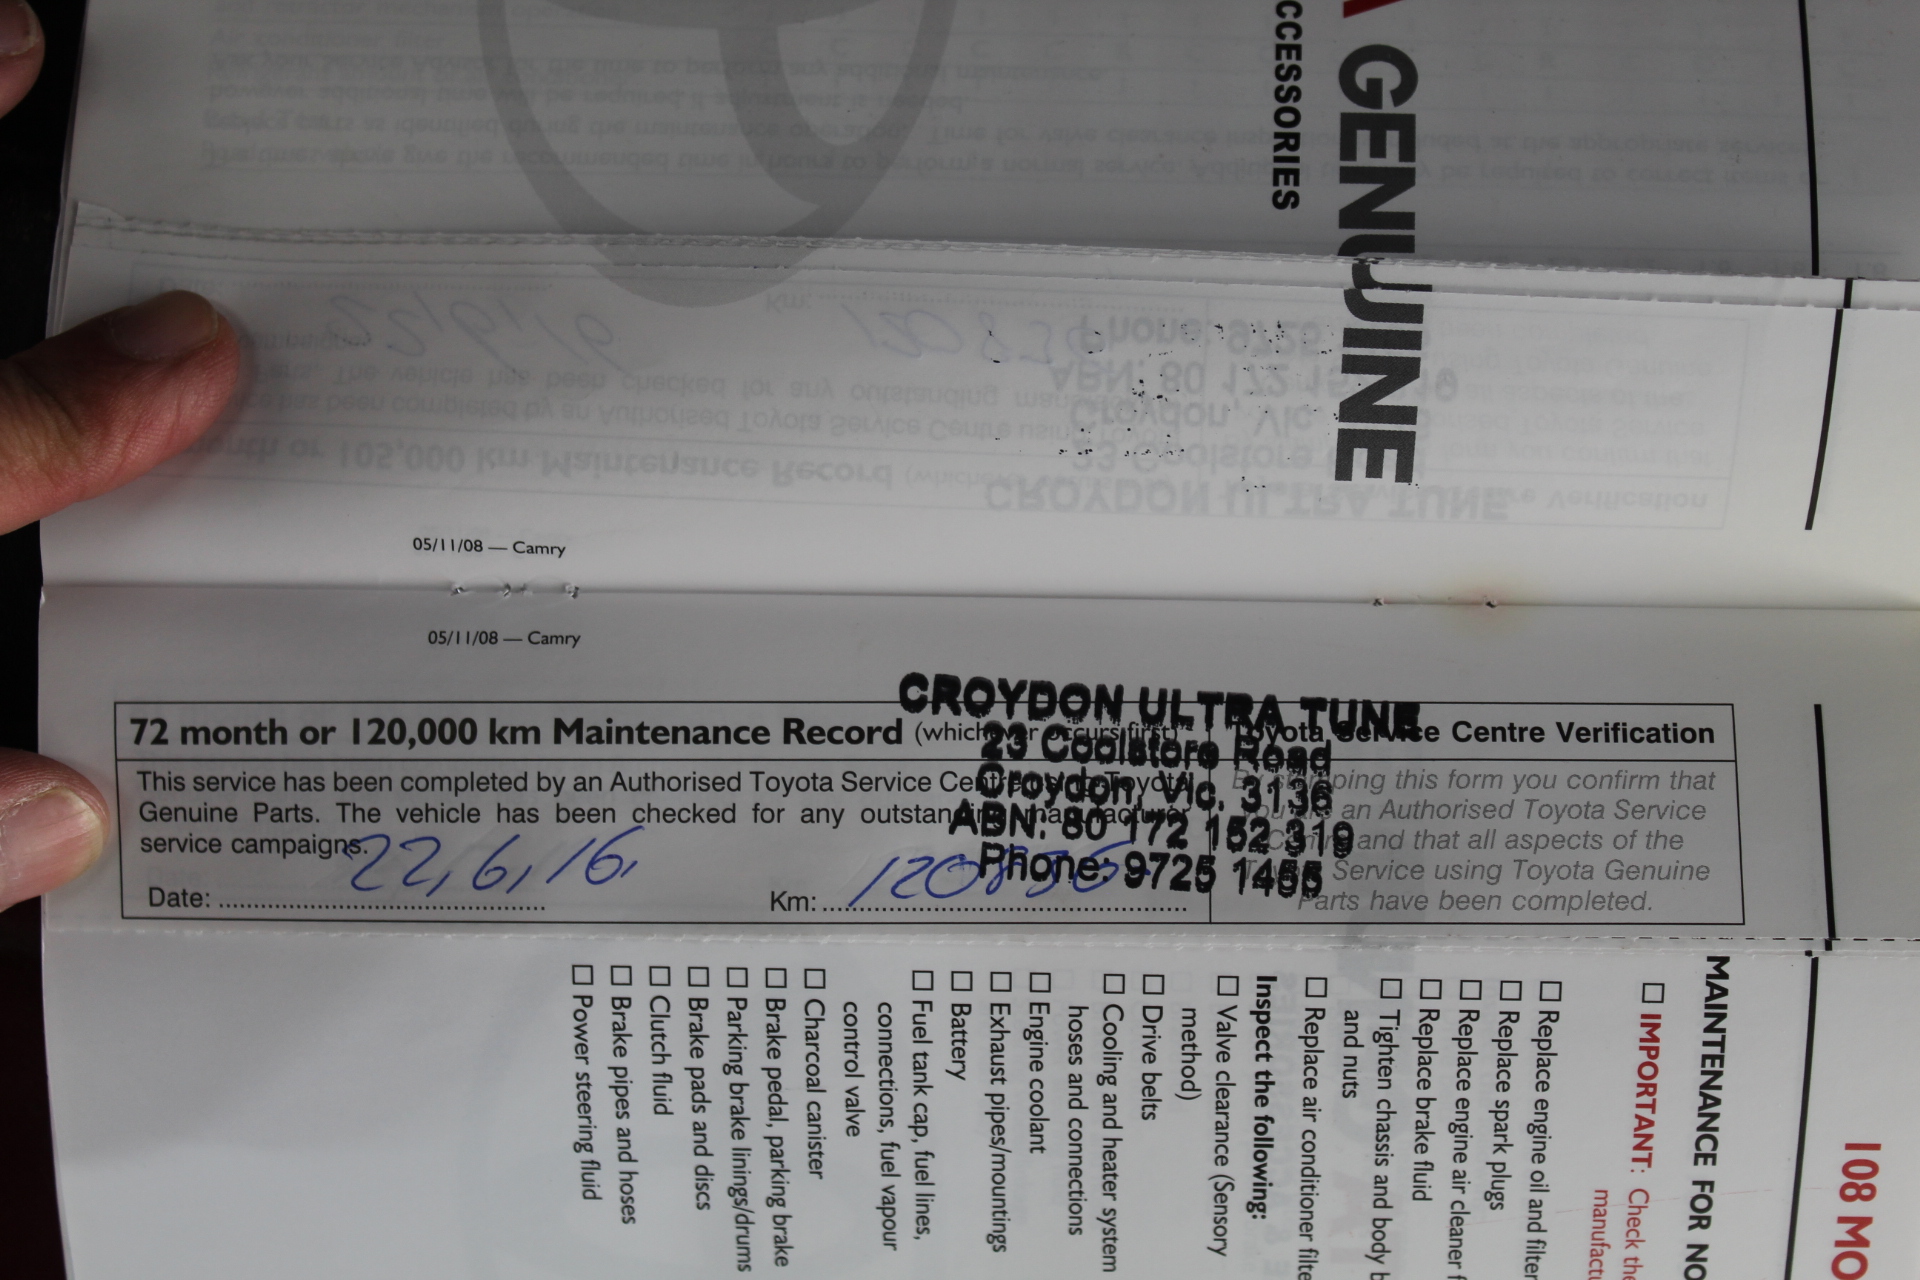 CCESSORIES
GENUINE
05/11/08 — Camry
05/11/08 — Camry
CROYDON ULTRA TUNE
23 Coolstore Road
Croydon, Vic. 3136
ABN: 80 172 152 319
Phone: 9725 1455
72 month or 120,000 km Maintenance Record (whichever occurs first)
This service has been completed by an Authorised Toyota Service Centre using Toyota
Genuine Parts. The vehicle has been checked for any outstanding manufacturer
service campaigns.
Date: 22,6,16,
Km: 120836
Toyota Service Centre Verification
By stamping this form you confirm that
you are an Authorised Toyota Service
Centre and that all aspects of the
Toyota Service using Toyota Genuine
Parts have been completed.
108 MO
MAINTENANCE FOR NO
☐ IMPORTANT: Check the
manufactu
☐ Replace engine oil and filter
☐ Replace spark plugs
☐ Replace engine air cleaner f
☐ Replace brake fluid
☐ Tighten chassis and body b
and nuts
☐ Replace air conditioner filte
Inspect the following:
☐ Valve clearance (Sensory
method)
☐ Drive belts
☐ Cooling and heater system
hoses and connections
☐ Engine coolant
☐ Exhaust pipes/mountings
☐ Battery
☐ Fuel tank cap, fuel lines,
connections, fuel vapour
control valve
☐ Charcoal canister
☐ Brake pedal, parking brake
☐ Parking brake linings/drums
☐ Brake pads and discs
☐ Clutch fluid
☐ Brake pipes and hoses
☐ Power steering fluid